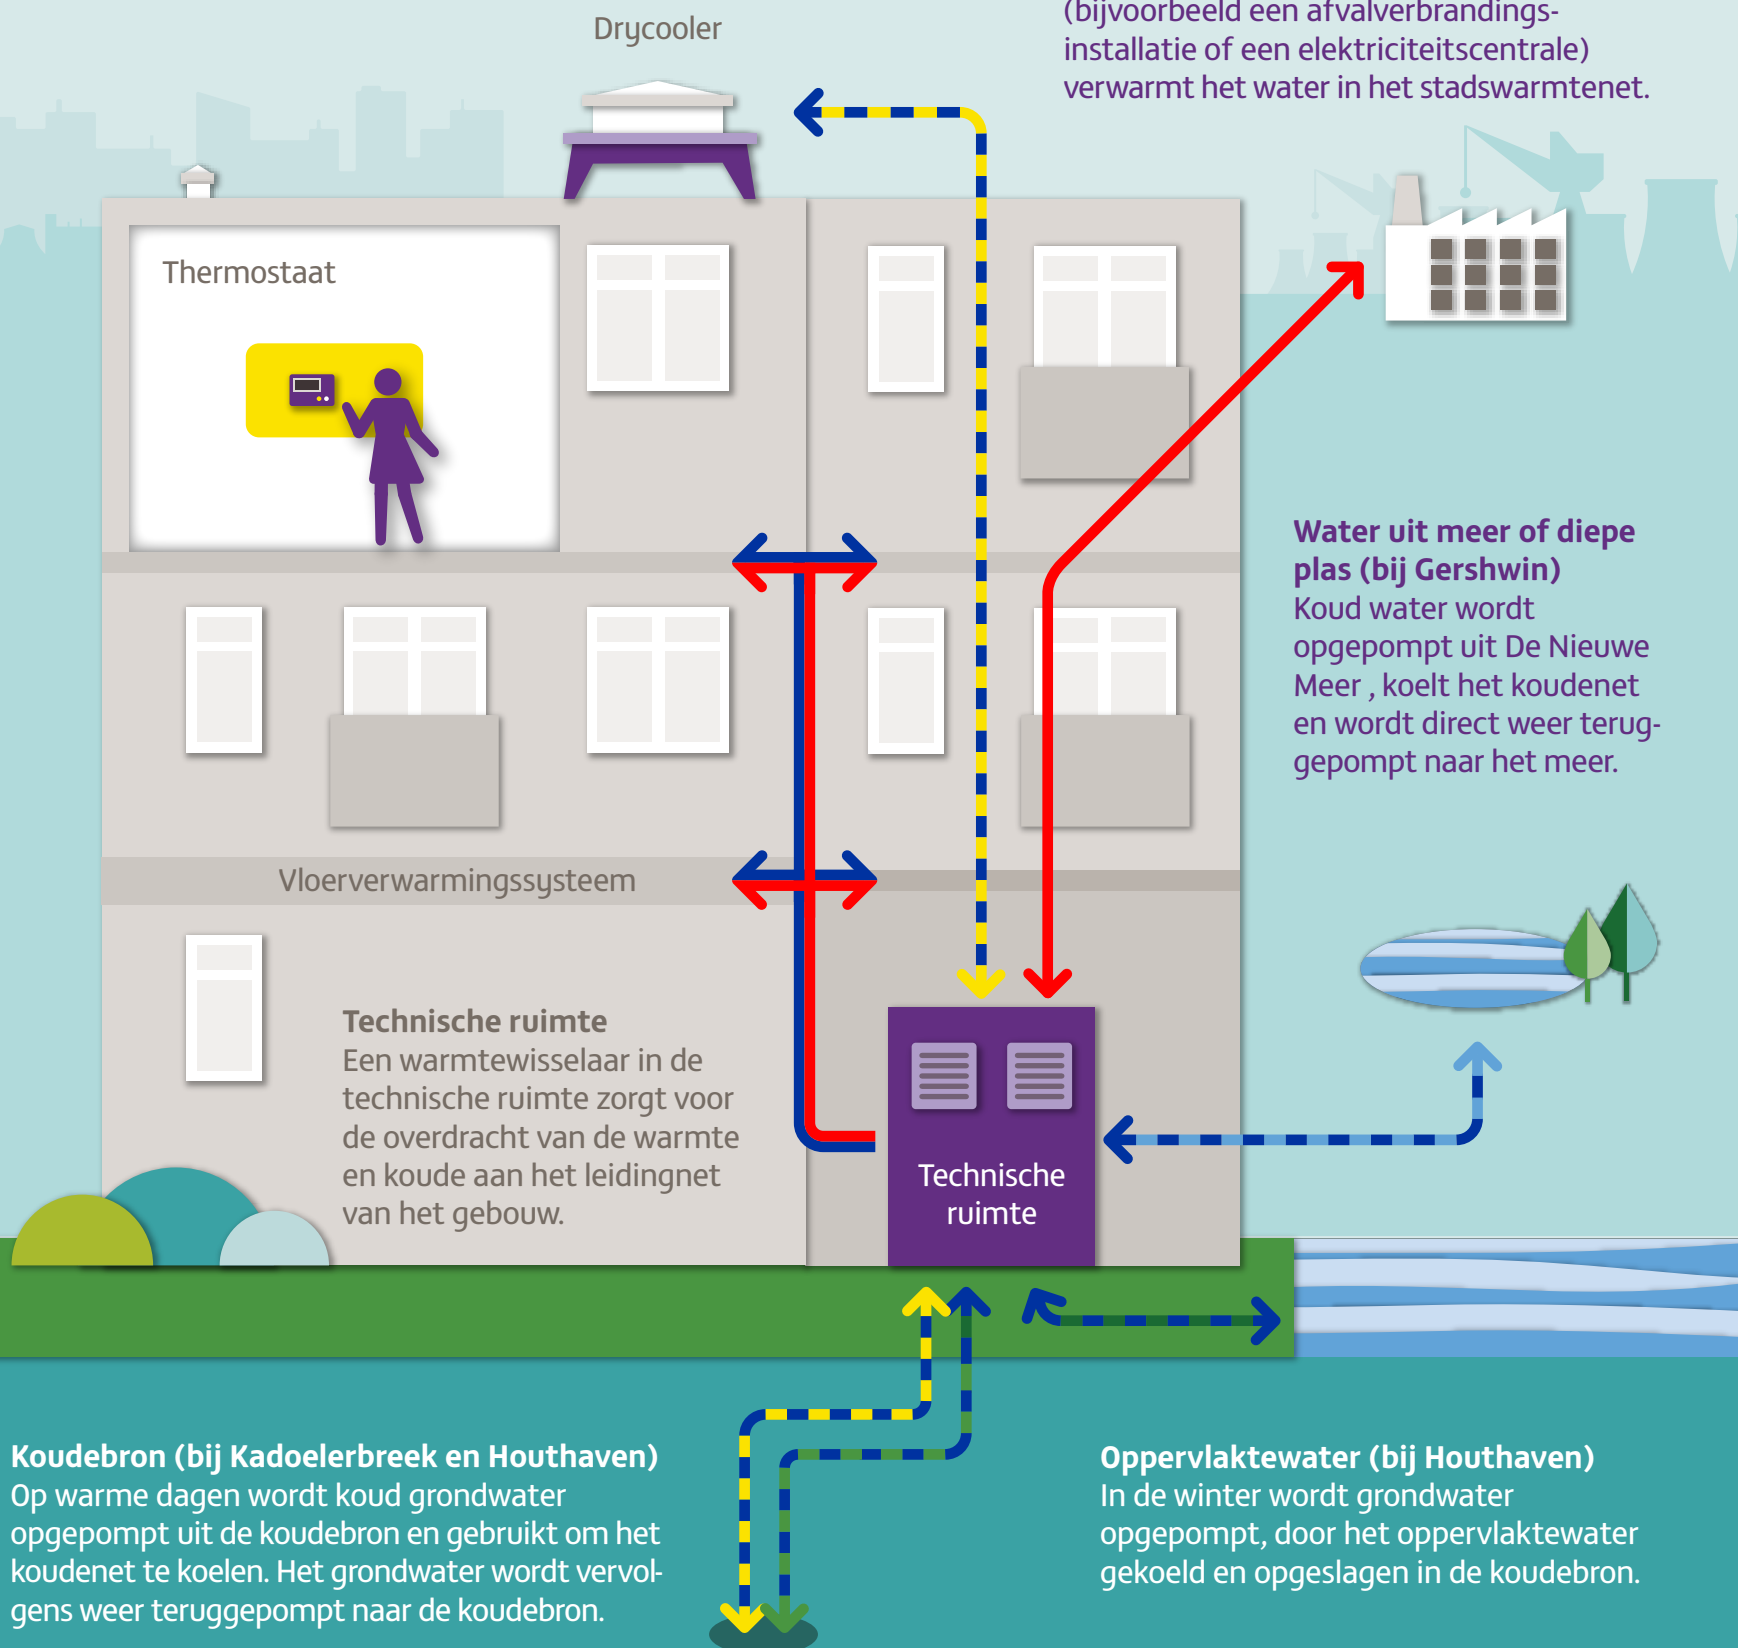 Drycooler
(bijvoorbeeld een afvalverbrandings-
installatie of een elektriciteitscentrale)
verwarmt het water in het stadswarmtenet.
Thermostaat
Water uit meer of diepe
plas (bij Gershwin)
Koud water wordt
opgepompt uit De Nieuwe
Meer , koelt het koudenet
en wordt direct weer terug-
gepompt naar het meer.
Vloerverwarmingssysteem
Technische ruimte
Een warmtewisselaar in de
technische ruimte zorgt voor
de overdracht van de warmte
en koude aan het leidingnet
van het gebouw.
Technische
ruimte
Koudebron (bij Kadoelerbreek en Houthaven)
Op warme dagen wordt koud grondwater
opgepompt uit de koudebron en gebruikt om het
koudenet te koelen. Het grondwater wordt vervol-
gens weer teruggepompt naar de koudebron.
Oppervlaktewater (bij Houthaven)
In de winter wordt grondwater
opgepompt, door het oppervlaktewater
gekoeld en opgeslagen in de koudebron.